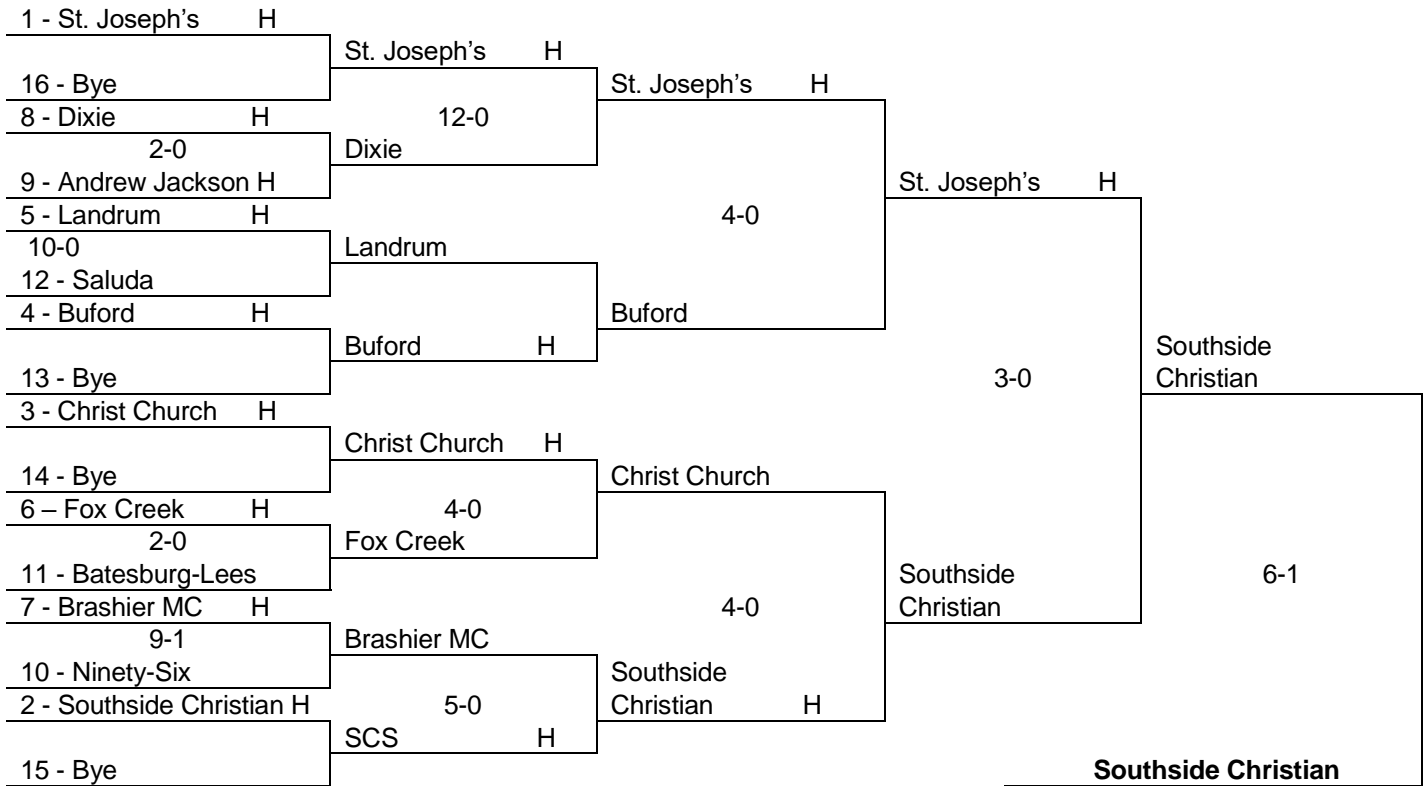 1 - St. Joseph's H
St. Joseph's H
16 - Bye
St. Joseph's H
8 - Dixie H
12-0
2-0
Dixie
9 - Andrew Jackson H
St. Joseph's H
5 - Landrum H
4-0
10-0
Landrum
12 - Saluda
4 - Buford H
Buford
Buford H
Southside
13 - Bye
3-0
Christian
3 - Christ Church H
Christ Church H
14 - Bye
Christ Church
6 – Fox Creek H
4-0
2-0
Fox Creek
11 - Batesburg-Lees
Southside
6-1
7 - Brashier MC H
4-0
Christian
9-1
Brashier MC
10 - Ninety-Six
Southside
2 - Southside Christian H
5-0
Christian H
SCS H
15 - Bye
Southside Christian